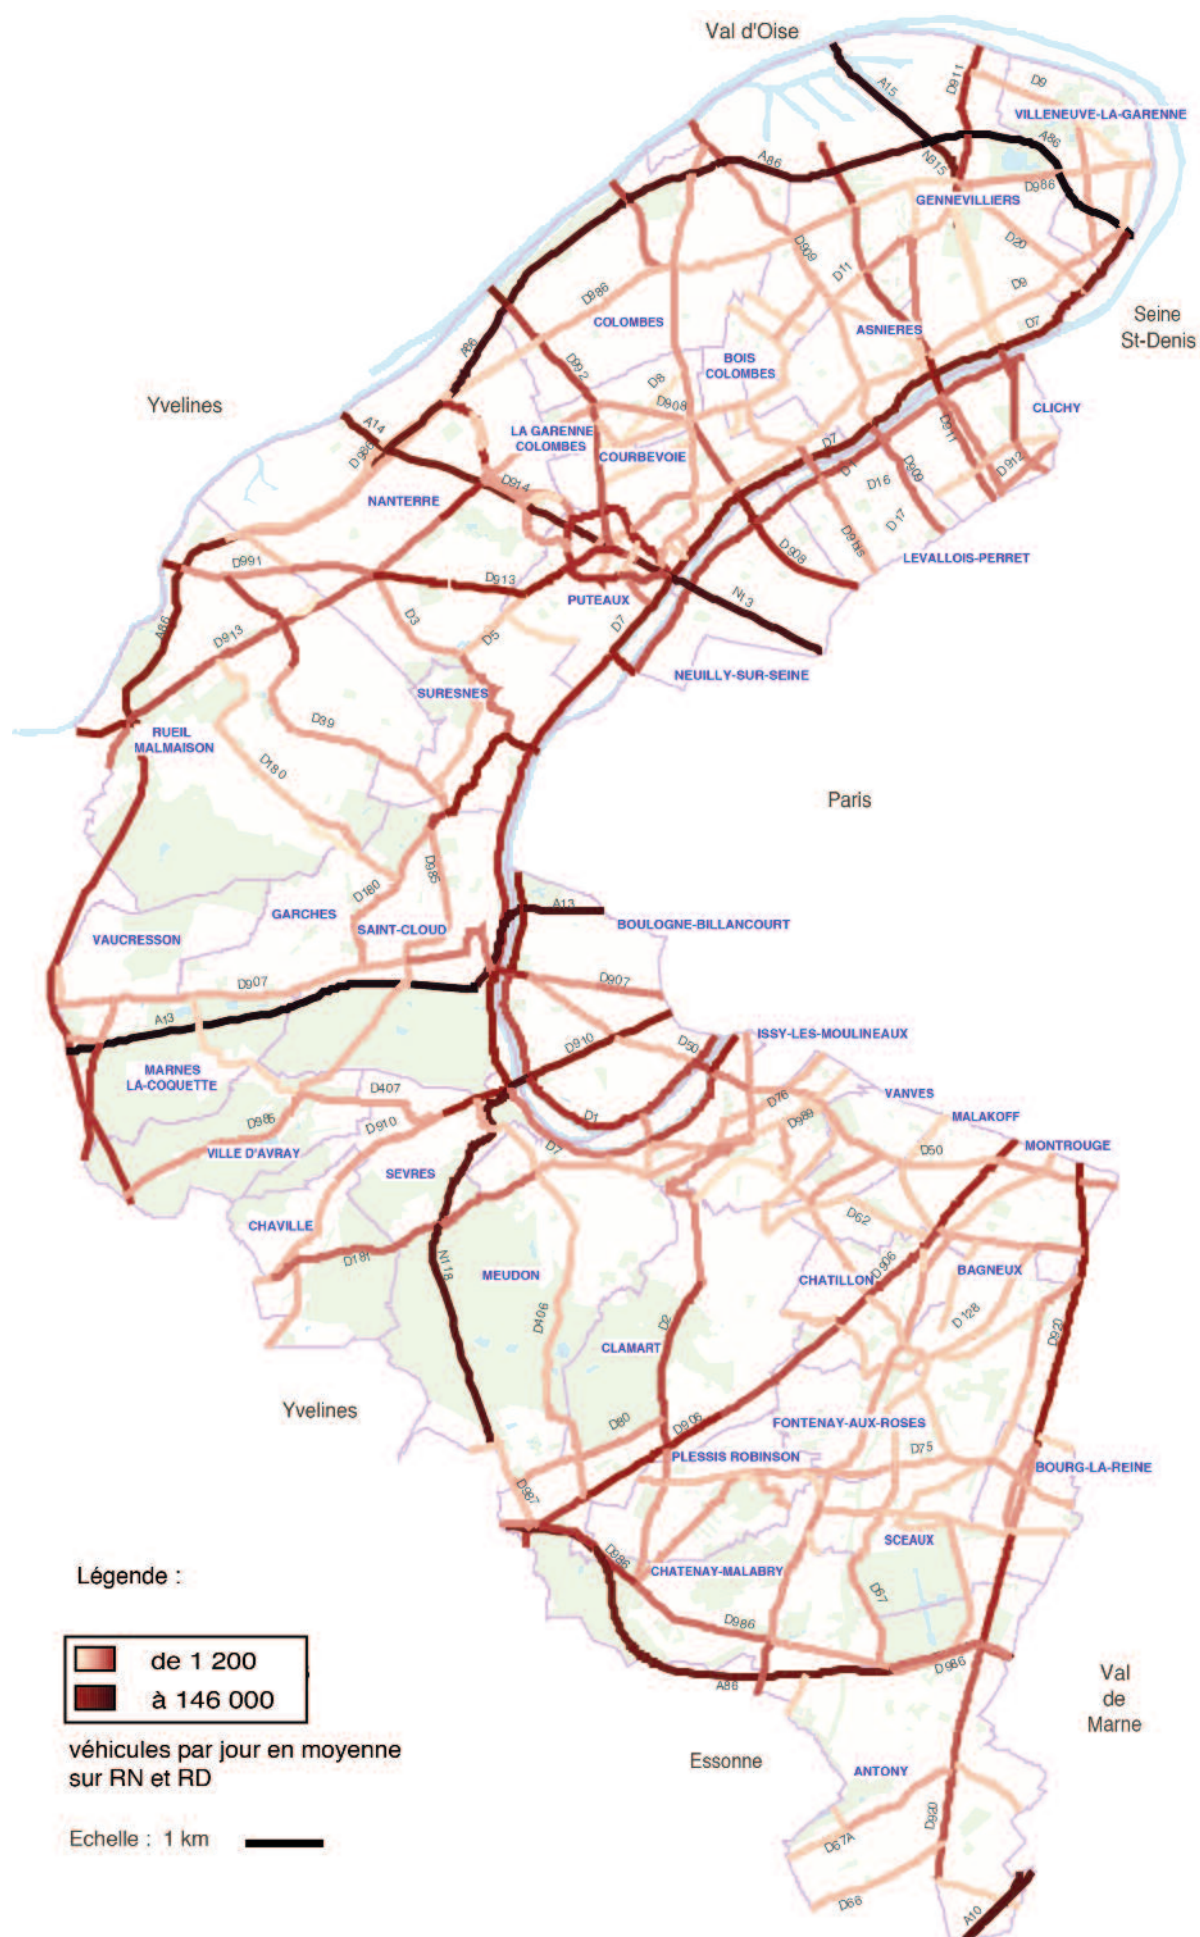 Val d'Oise
A15
D911
D9
VILLENEUVE-LA-GARENNE
A86
A86
N315
D986
GENNEVILLIERS
D20
D909
D11
D9
D986
COLOMBES
ASNIERES
D7
Seine
St-Denis
A86
D992
BOIS
COLOMBES
Yvelines
D8
D908
CLICHY
A14
D986
LA GARENNE
COLOMBES
COURBEVOIE
D7
D911
D912
D914
D16
D909
NANTERRE
D17
D9bis
D908
LEVALLOIS-PERRET
D991
D913
PUTEAUX
N13
A86
D913
D3
D5
D7
NEUILLY-SUR-SEINE
SURESNES
RUEIL
MALMAISON
D39
D180
Paris
D985
D180
GARCHES
A13
SAINT-CLOUD
BOULOGNE-BILLANCOURT
VAUCRESSON
D907
D907
A13
D910
D50
ISSY-LES-MOULINEAUX
MARNES
LA-COQUETTE
D407
D76
VANVES
D985
D910
D1
D989
MALAKOFF
VILLE D'AVRAY
D7
D50
MONTROUGE
SEVRES
CHAVILLE
D62
D181
N118
D906
MEUDON
CHATILLON
BAGNEUX
D406
D2
D128
D920
CLAMART
Yvelines
D80
D906
FONTENAY-AUX-ROSES
PLESSIS ROBINSON
D75
BOURG-LA-REINE
D987
SCEAUX
D986
CHATENAY-MALABRY
D67
D986
D986
A86
Val
de
Marne
Essonne
ANTONY
D920
D67A
D66
A10
Légende :
de 1 200
à 146 000
véhicules par jour en moyenne
sur RN et RD
Echelle : 1 km